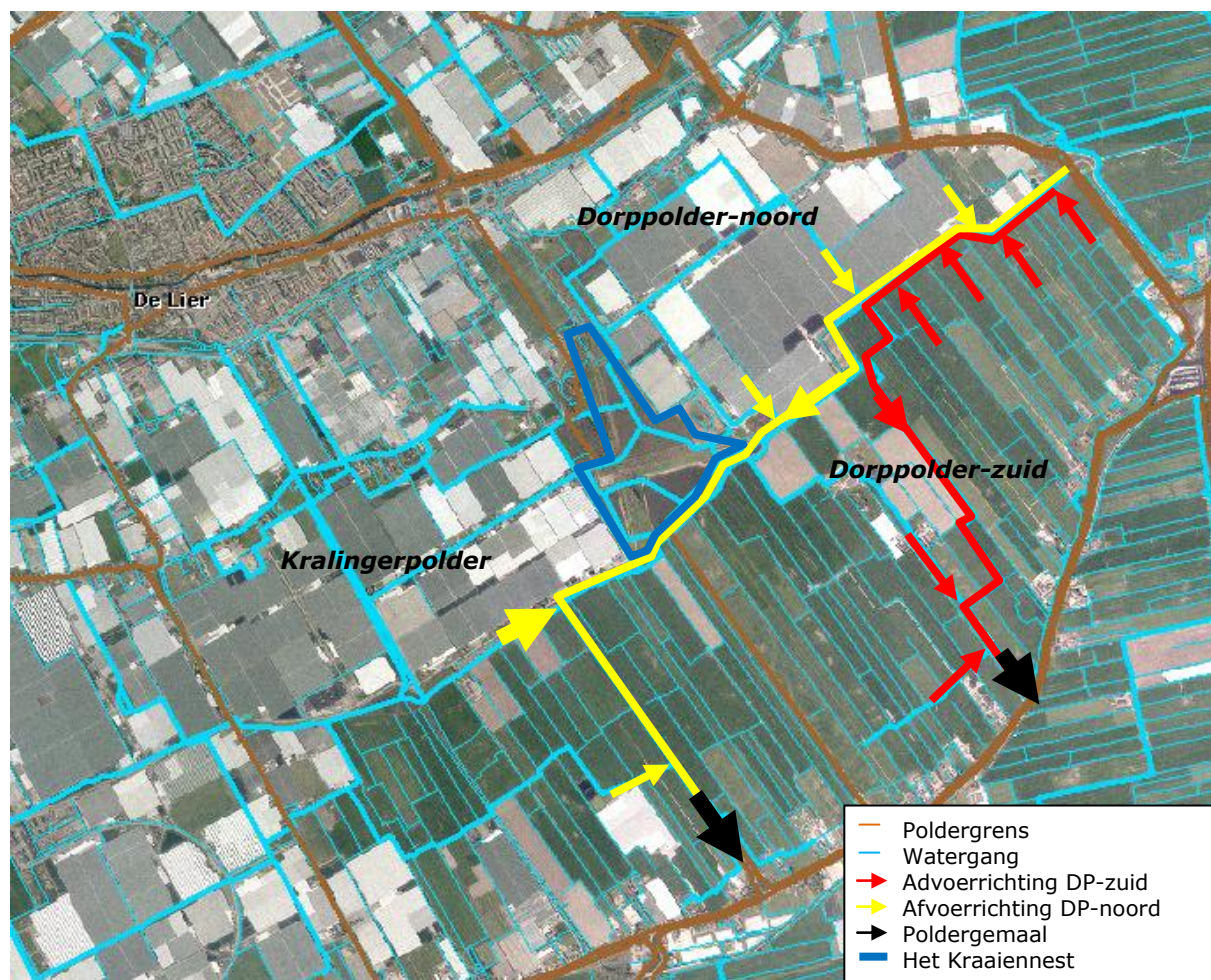 Dorppolder-noord
De Lier
Dorppolder-zuid
Kralingerpolder
Poldergrens
Watergang
Advoerrichting DP-zuid
Afvoerrichting DP-noord
Poldergemaal
Het Kraaiennest